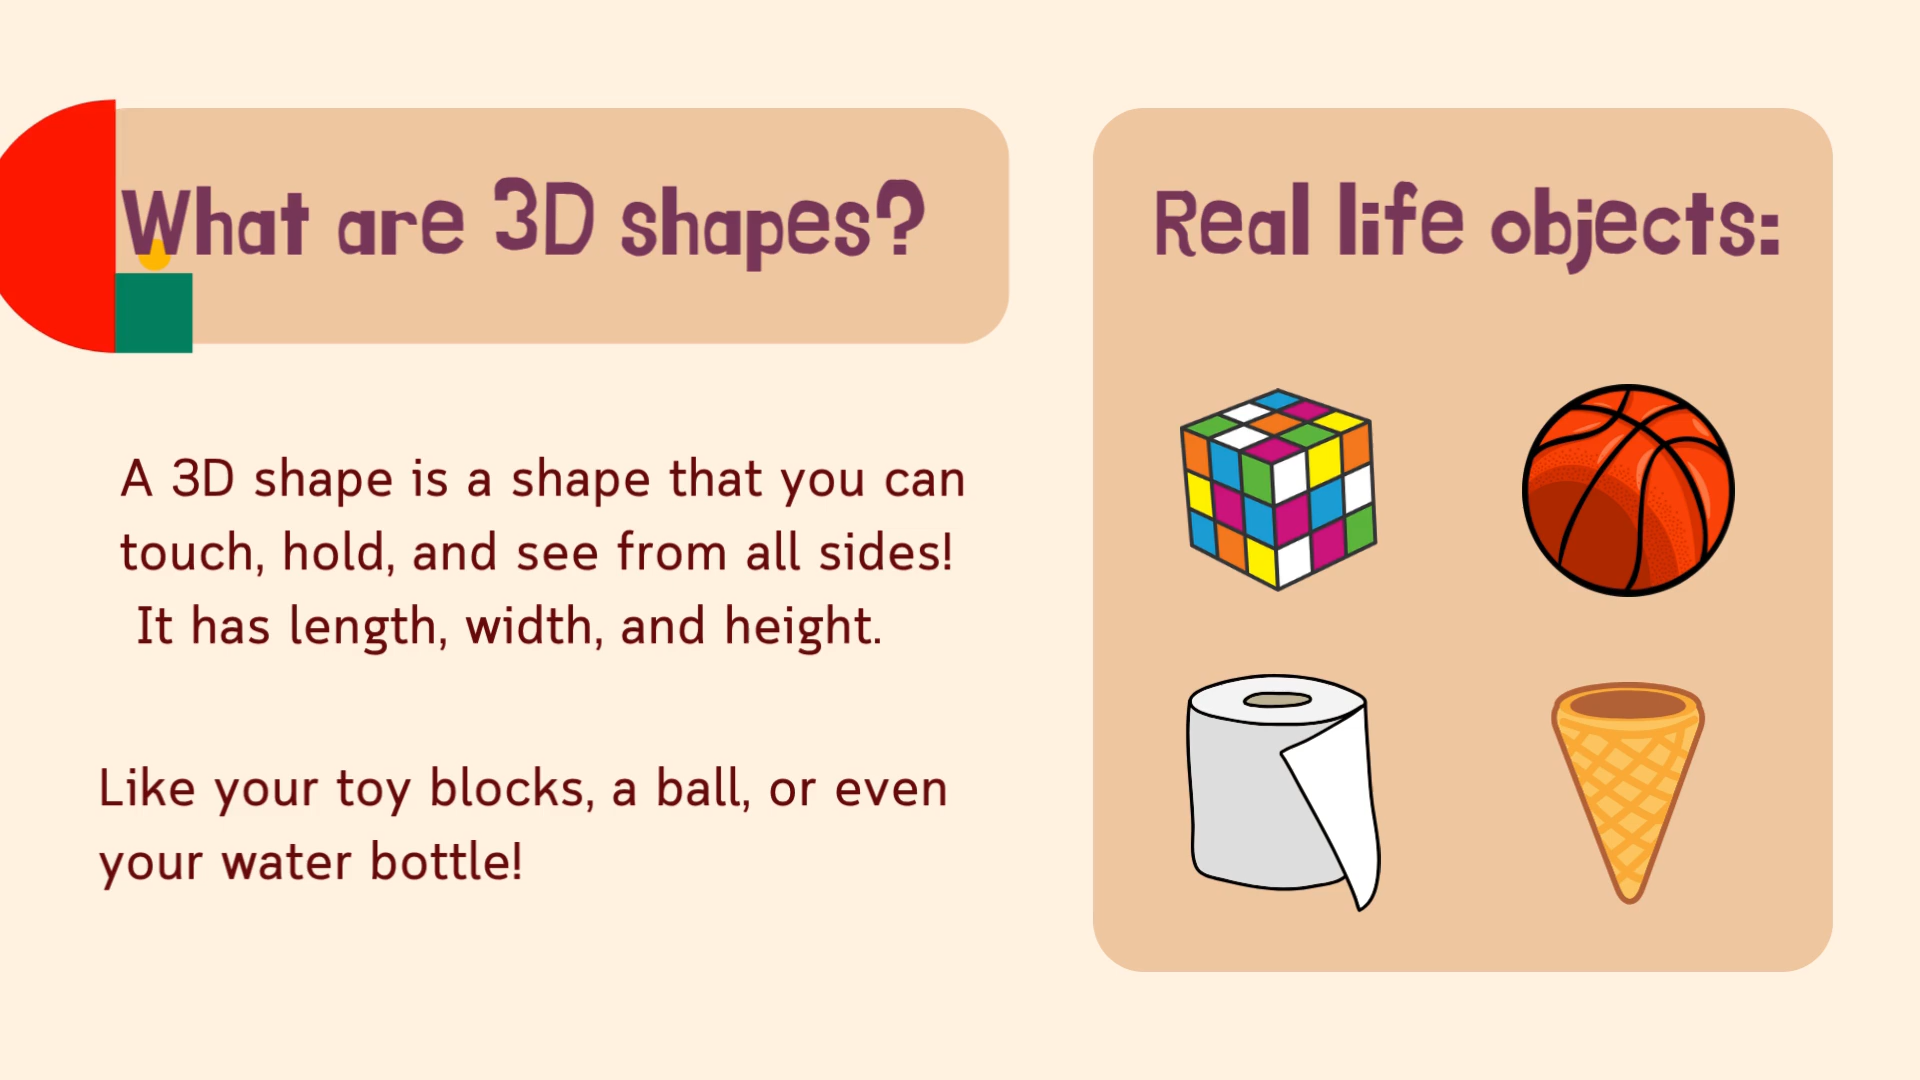 What are 3D shapes?
A 3D shape is a shape that you can
touch, hold, and see from all sides!
It has length, width, and height.
Like your toy blocks, a ball, or even
your water bottle!
Real life objects: